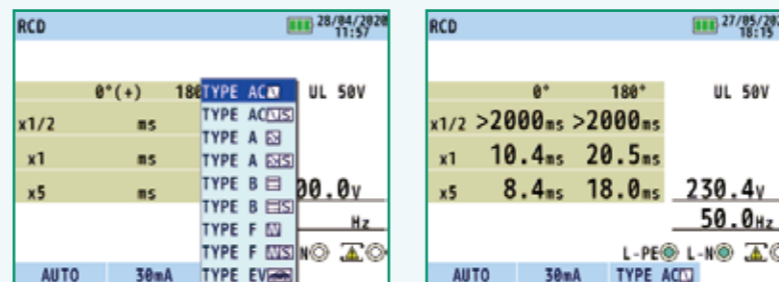 RCD
28/04/2020
11:57
0°(+) 180
UL 50V
x1/2 ms
x1 ms
x5 ms
00.0V
Hz
N
AUTO 30mA
TYPE AC
TYPE AC S
TYPE A
TYPE A S
TYPE B
TYPE B S
TYPE F
TYPE F S
TYPE EV
RCD
27/05/202
18:15
0° 180°
UL 50V
x1/2 >2000ms >2000ms
x1 10.4ms 20.5ms
x5 8.4ms 18.0ms
230.4V
50.0Hz
L-PE L-N
AUTO 30mA TYPE AC